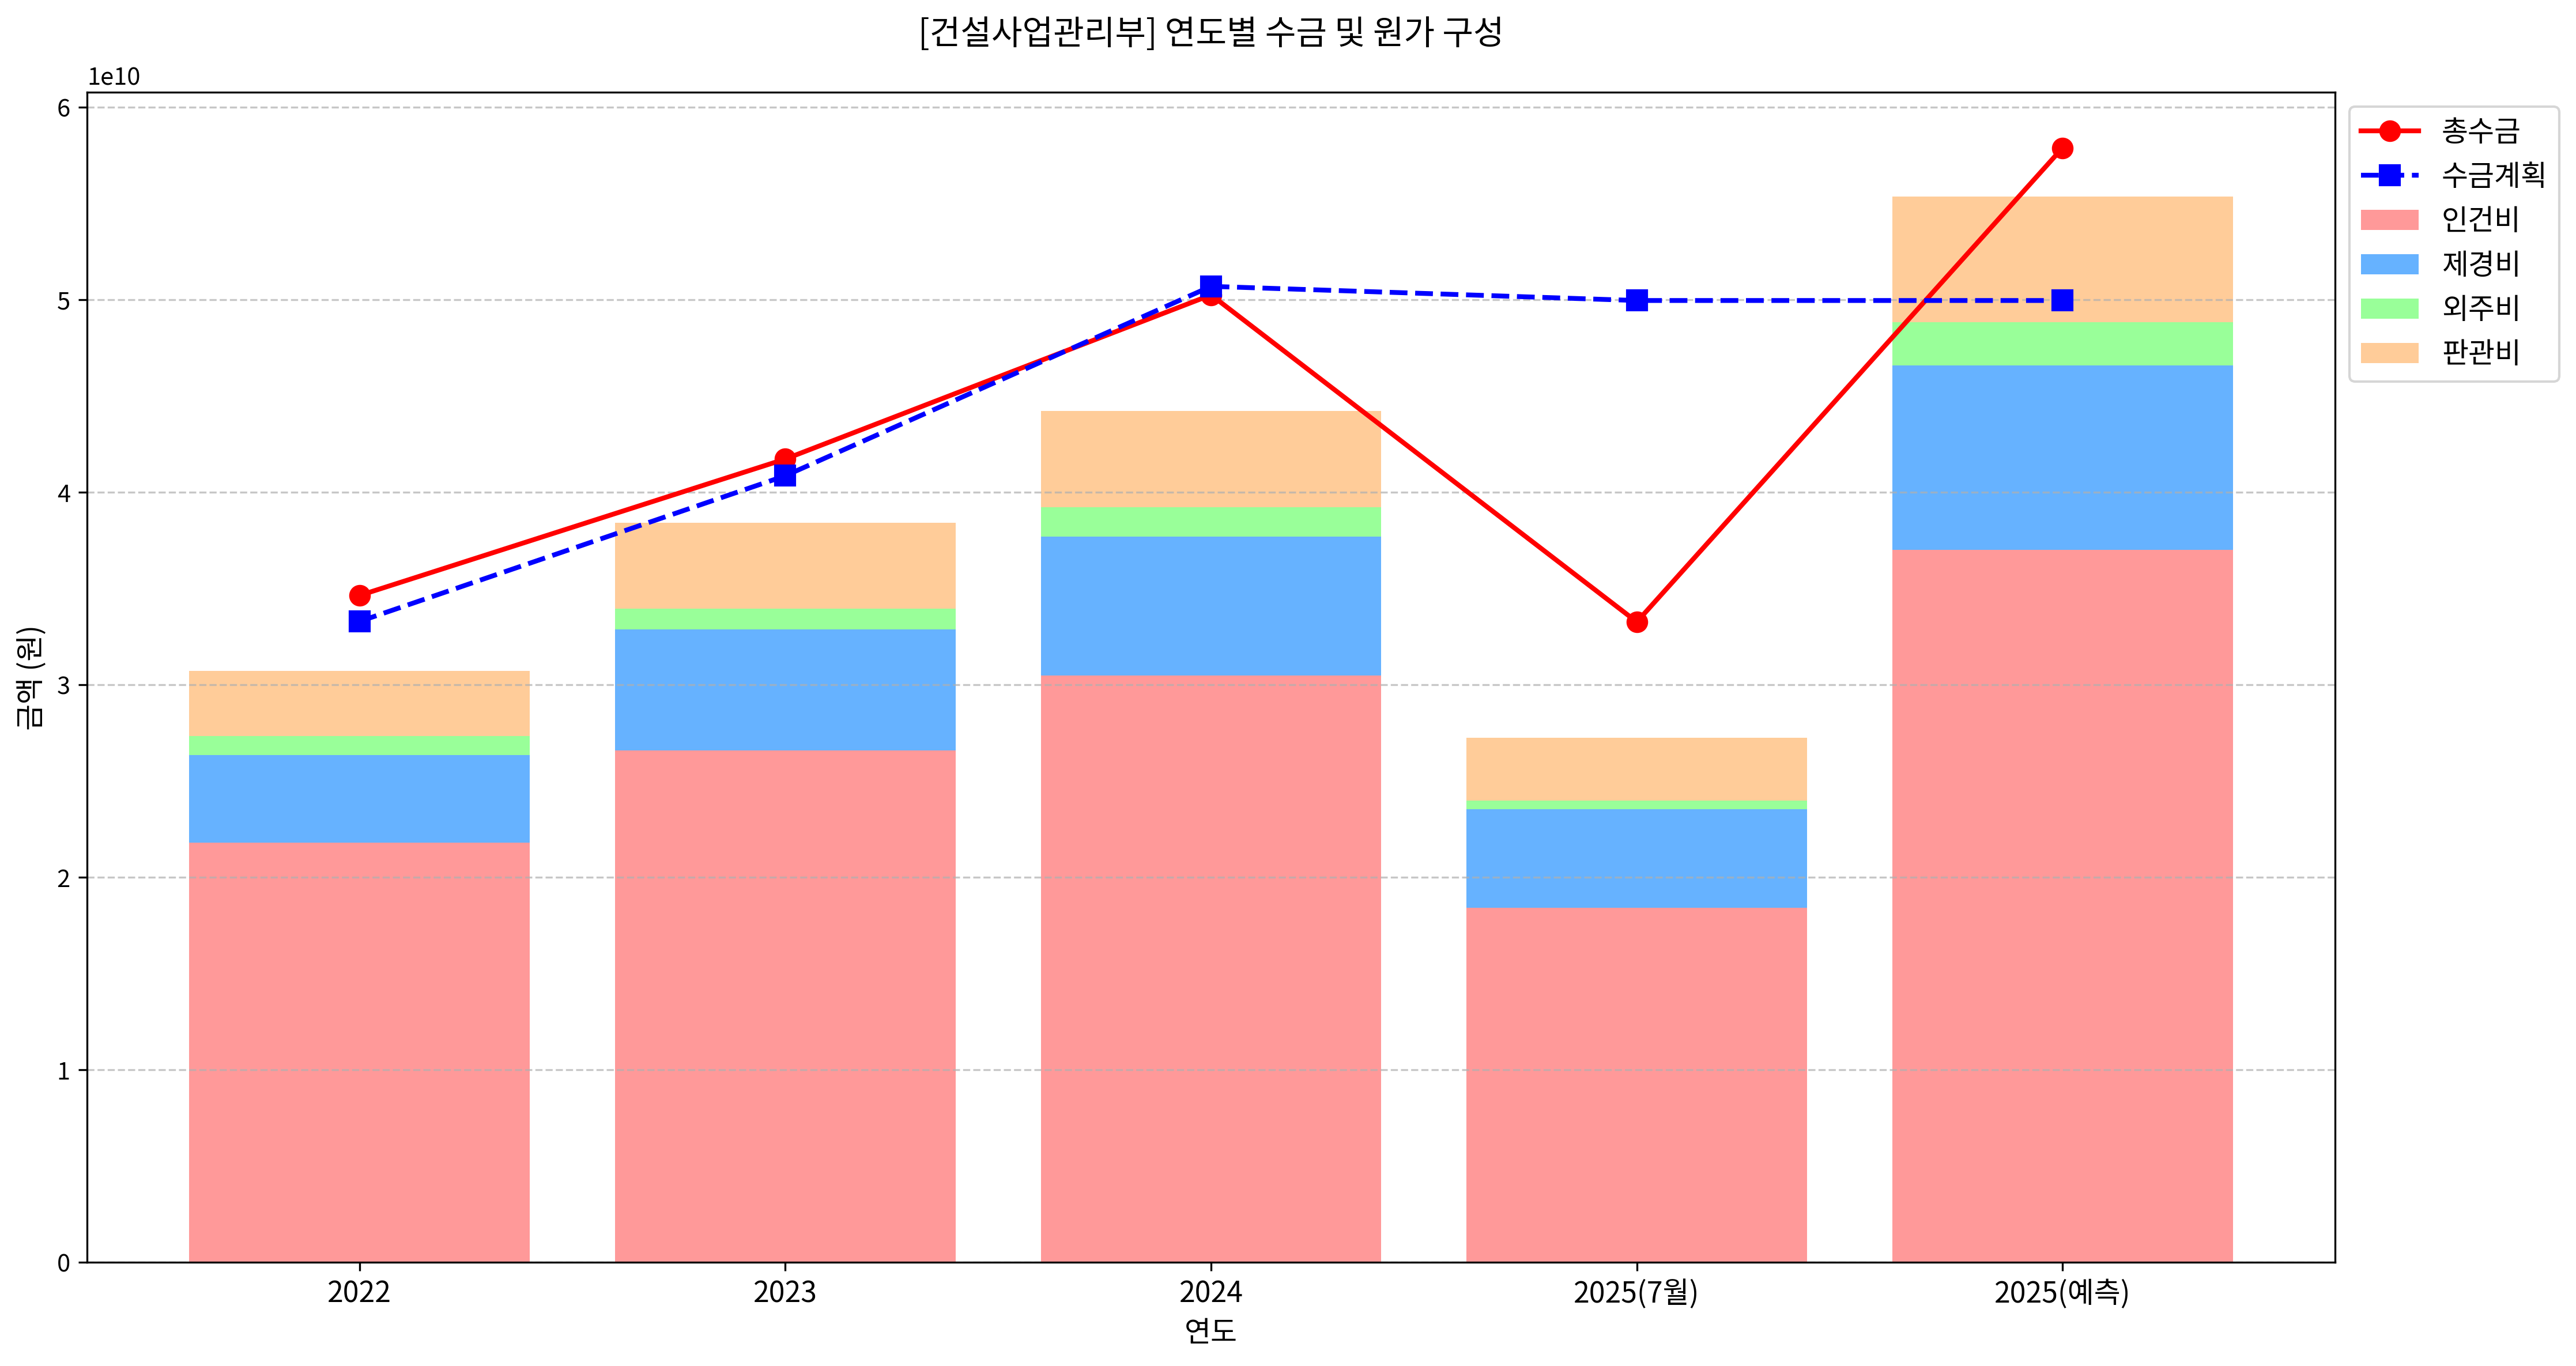 [건설사업관리부] 연도별 수금 및 원가 구성
1e10
6
5
4
3
2
1
0
금액 (원)
2022
2023
2024
2025(7월)
2025(예측)
연도
총수금
수금계획
인건비
제경비
외주비
판관비